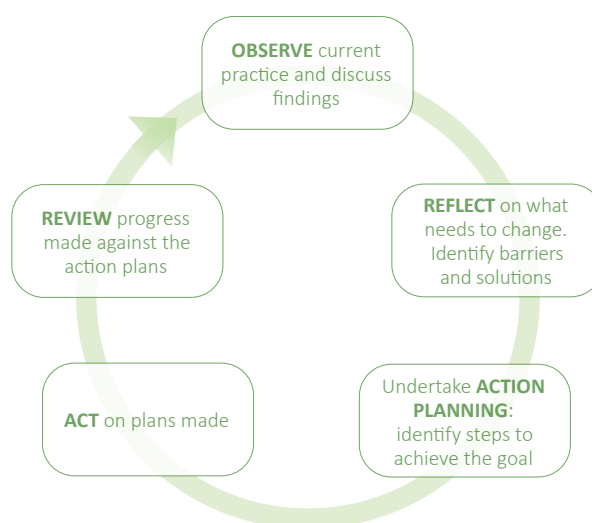 OBSERVE current
practice and discuss
findings
REFLECT on what
needs to change.
Identify barriers
and solutions
Undertake ACTION
PLANNING:
identify steps to
achieve the goal
ACT on plans made
REVIEW progress
made against the
action plans